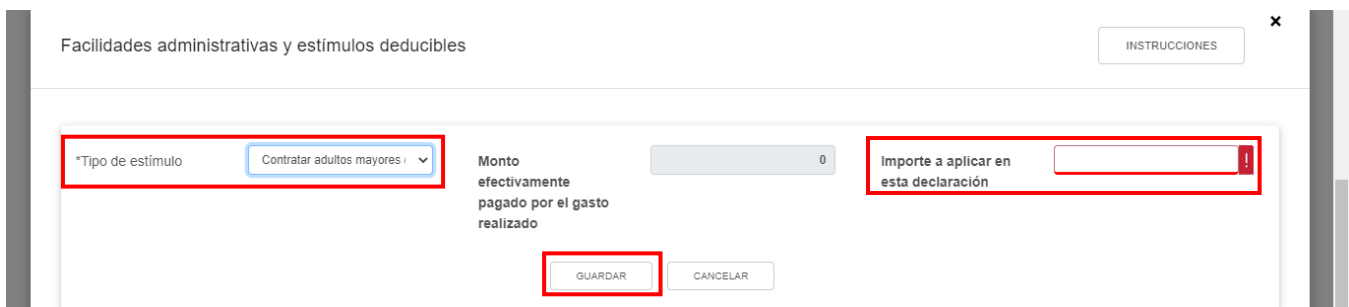 ×
Facilidades administrativas y estímulos deducibles
INSTRUCCIONES
*Tipo de estímulo
Contratar adultos mayores
Monto
efectivamente
pagado por el gasto
realizado
0
Importe a aplicar en
esta declaración
!
GUARDAR
CANCELAR